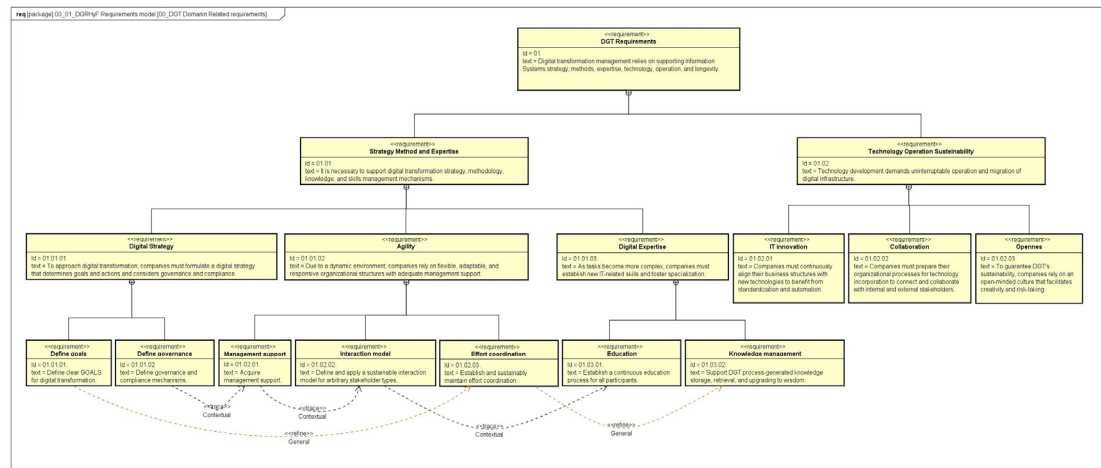 req [package] 00_01_DGRHyF Requirements model [00_DGT Domanin Related requirements]
<<requirement>>
DGT Requirements
Id = 01
text = Digital transformation management relies on supporting Information
Systems strategy, methods, expertise, technology, operation, and longevity.
<<requirement>>
Strategy Method and Expertise
Id = 01.01
text = It is necessary to support digital transformation strategy, methodology,
knowledge, and skills management mechanisms.
<<requirement>>
Technology Operation Sustainability
Id = 01.02
text = Technology development demands uninterruptable operation and migration of
digital infrastructure.
<<requirement>>
Digital Strategy
Id = 01.01.01
text = To approach digital transformation, companies must formulate a digital strategy
that determines goals and actions and considers governance and compliance.
<<requirement>>
Agility
Id = 01.01.02
text = Due to a dynamic environment, companies rely on flexible, adaptable, and
responsive organizational structures with adequate management support.
<<requirement>>
Digital Expertise
Id = 01.01.03.
text = As tasks become more complex, companies must
establish new IT-related skills and foster specialization.
<<requirement>>
IT innovation
Id = 01.02.01
text = Companies must continuously
align their business structures with
new technologies to benefit from
standardization and automation.
<<requirement>>
Collaboration
Id = 01.02.02
text = Companies must prepare their
organizational processes for technology
incorporation to connect and collaborate
with internal and external stakeholders.
<<requirement>>
Opennes
Id = 01.02.03.
text = To guarantee DGT's
sustainability, companies rely on an
open-minded culture that facilitates
creativity and risk-taking.
<<requirement>>
Define goals
Id = 01.01.01.
text = Define clear GOALS
for digital transformation.
<<requirement>>
Define governance
Id = 01.01.02
text = Define governance and
compliance mechanisms.
<<requirement>>
Management support
Id = 01.02.01.
text = Acquire
management support.
<<requirement>>
Interaction model
Id = 01.02.02.
text = Define and apply a sustainable interaction
model for arbitrary stakeholder types.
<<requirement>>
Effort coordination
Id = 01.02.03.
text = Establish and sustainably
maintain effort coordination.
<<requirement>>
Education
Id = 01.03.01.
text = Establish a continuous education
process for all participants.
<<requirement>>
Knowledge management
Id = 01.03.02.
text = Support DGT process-generated knowledge
storage, retrieval, and upgrading to wisdom.
<<trace>>
Contextual
<<trace>>
Contextual
<<trace>>
Contextual
<<refine>>
General
<<refine>>
General